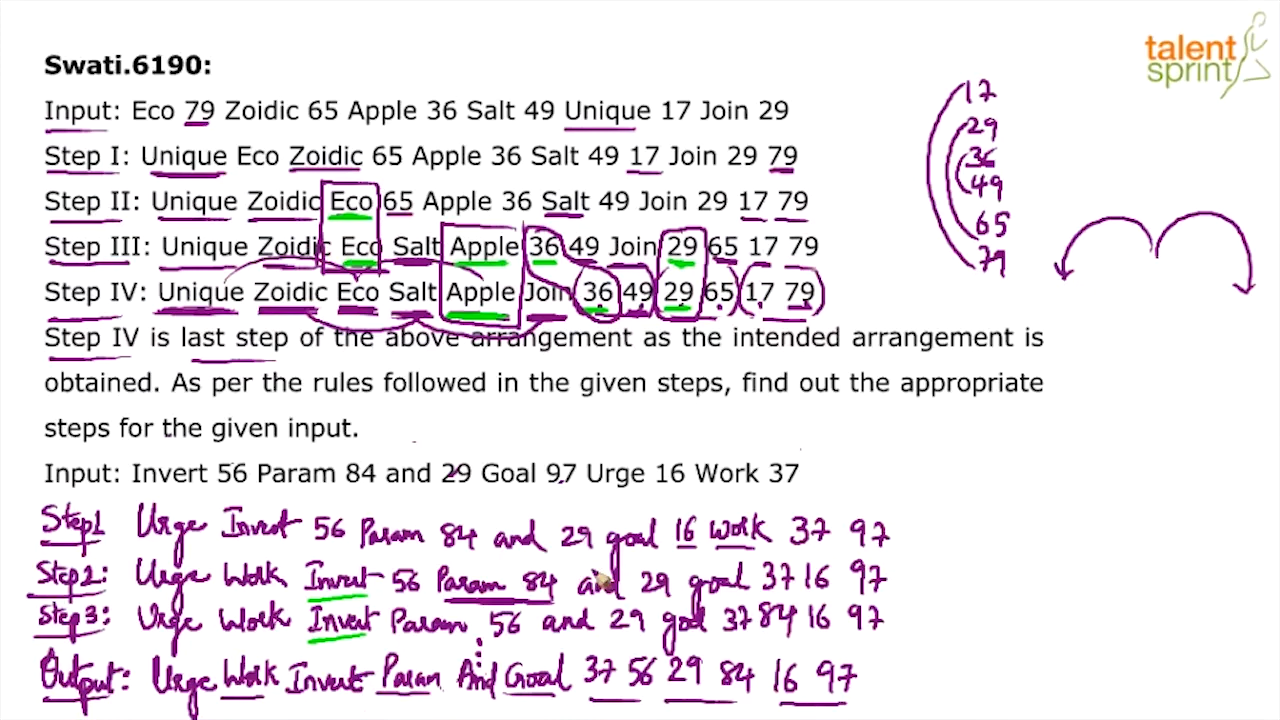 talent
sprint
Swati.6190:
Input: Eco 79 Zoidic 65 Apple 36 Salt 49 Unique 17 Join 29
Step I: Unique Eco Zoidic 65 Apple 36 Salt 49 17 Join 29 79
Step II: Unique Zoidic Eco 65 Apple 36 Salt 49 Join 29 17 79
Step III: Unique Zoidic Eco Salt Apple 36 49 Join 29 65 17 79
Step IV: Unique Zoidic Eco Salt Apple Join 36 49 29 65 17 79
Step IV is last step of the above arrangement as the intended arrangement is
obtained. As per the rules followed in the given steps, find out the appropriate
steps for the given input.
Input: Invert 56 Param 84 and 29 Goal 97 Urge 16 Work 37
Step1 Urge Invert 56 Param 84 and 29 goal 16 work 37 97
Step2: Urge Work Invert 56 Param 84 and 29 goal 37 16 97
Step3: Urge Work Invert Param 56 and 29 goal 37 84 16 97
Output: Urge Work Invert Param And Goal 37 56 29 84 16 97
17
29
36
49
65
79